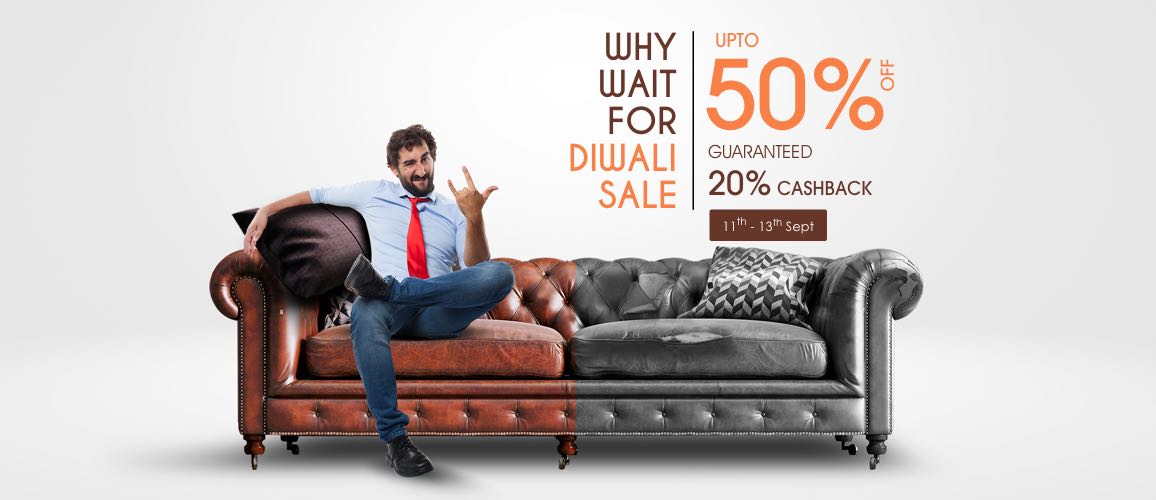 WHY
WAIT
FOR
DIWALI
SALE
UPTO
50% OFF
GUARANTEED
20% CASHBACK
11th - 13th Sept